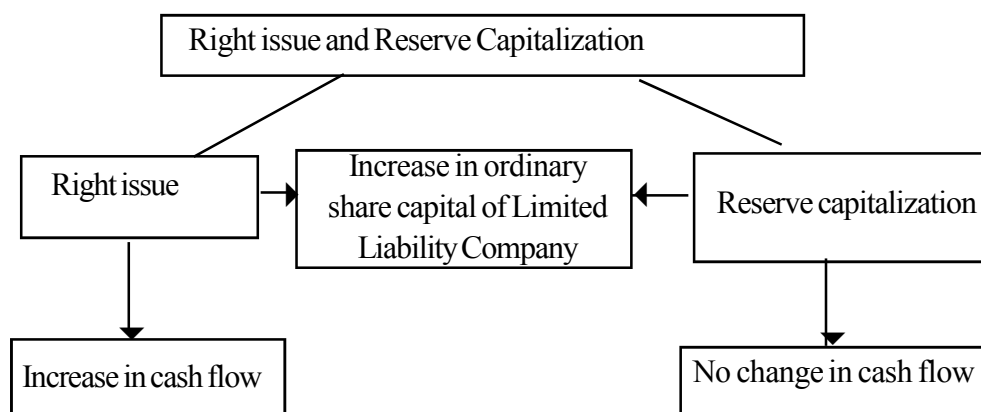 Right issue and Reserve Capitalization
Right issue
Increase in ordinary
share capital of Limited
Liability Company
Reserve capitalization
Increase in cash flow
No change in cash flow